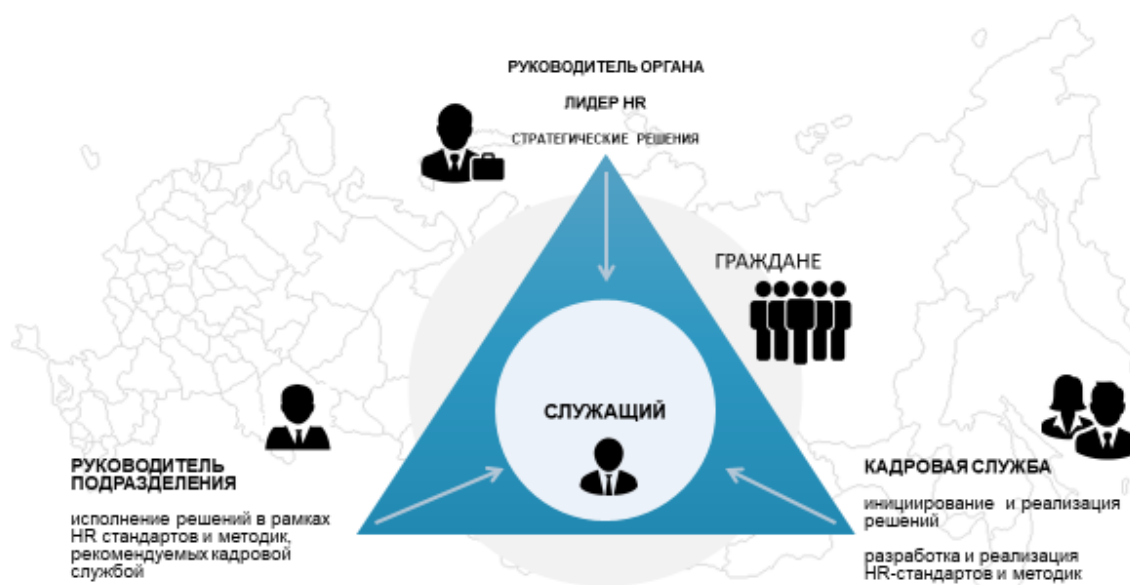 РУКОВОДИТЕЛЬ ОРГАНА
ЛИДЕР HR
СТРАТЕГИЧЕСКИЕ РЕШЕНИЯ
ГРАЖДАНЕ
СЛУЖАЩИЙ
РУКОВОДИТЕЛЬ
ПОДРАЗДЕЛЕНИЯ
исполнение решений в рамках
HR стандартов и методик,
рекомендуемых кадровой
службой
КАДРОВАЯ СЛУЖБА
инициирование и реализация
решений
разработка и реализация
HR-стандартов и методик